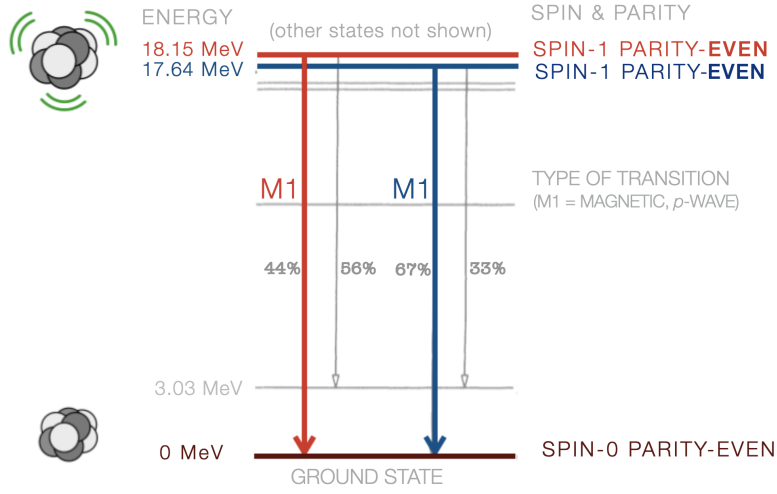 ENERGY
(other states not shown)
SPIN & PARITY
18.15 MeV
SPIN-1 PARITY-EVEN
17.64 MeV
SPIN-1 PARITY-EVEN
M1
M1
TYPE OF TRANSITION
(M1 = MAGNETIC, p-WAVE)
44%
56%
67%
33%
3.03 MeV
0 MeV
SPIN-0 PARITY-EVEN
GROUND STATE